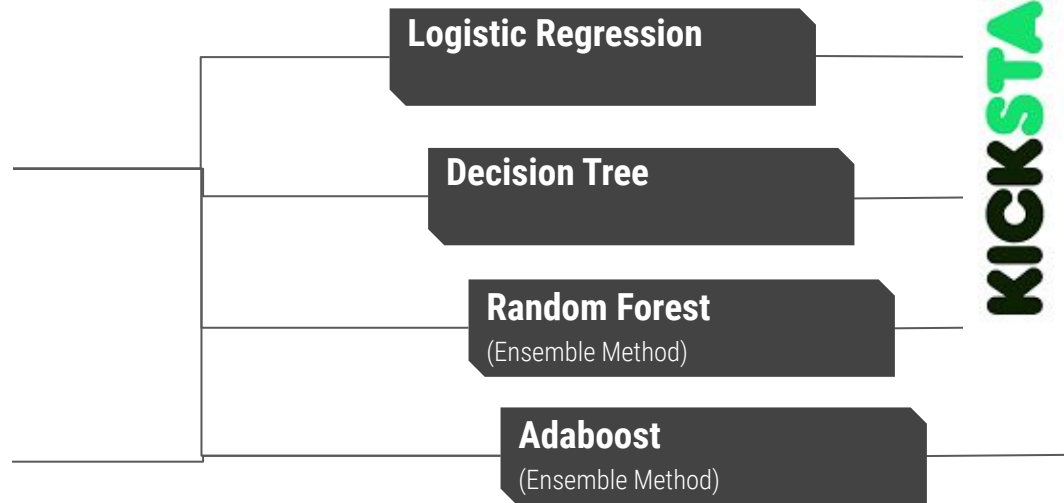 Logistic Regression
Decision Tree
Random Forest
(Ensemble Method)
Adaboost
(Ensemble Method)
KICKSTA